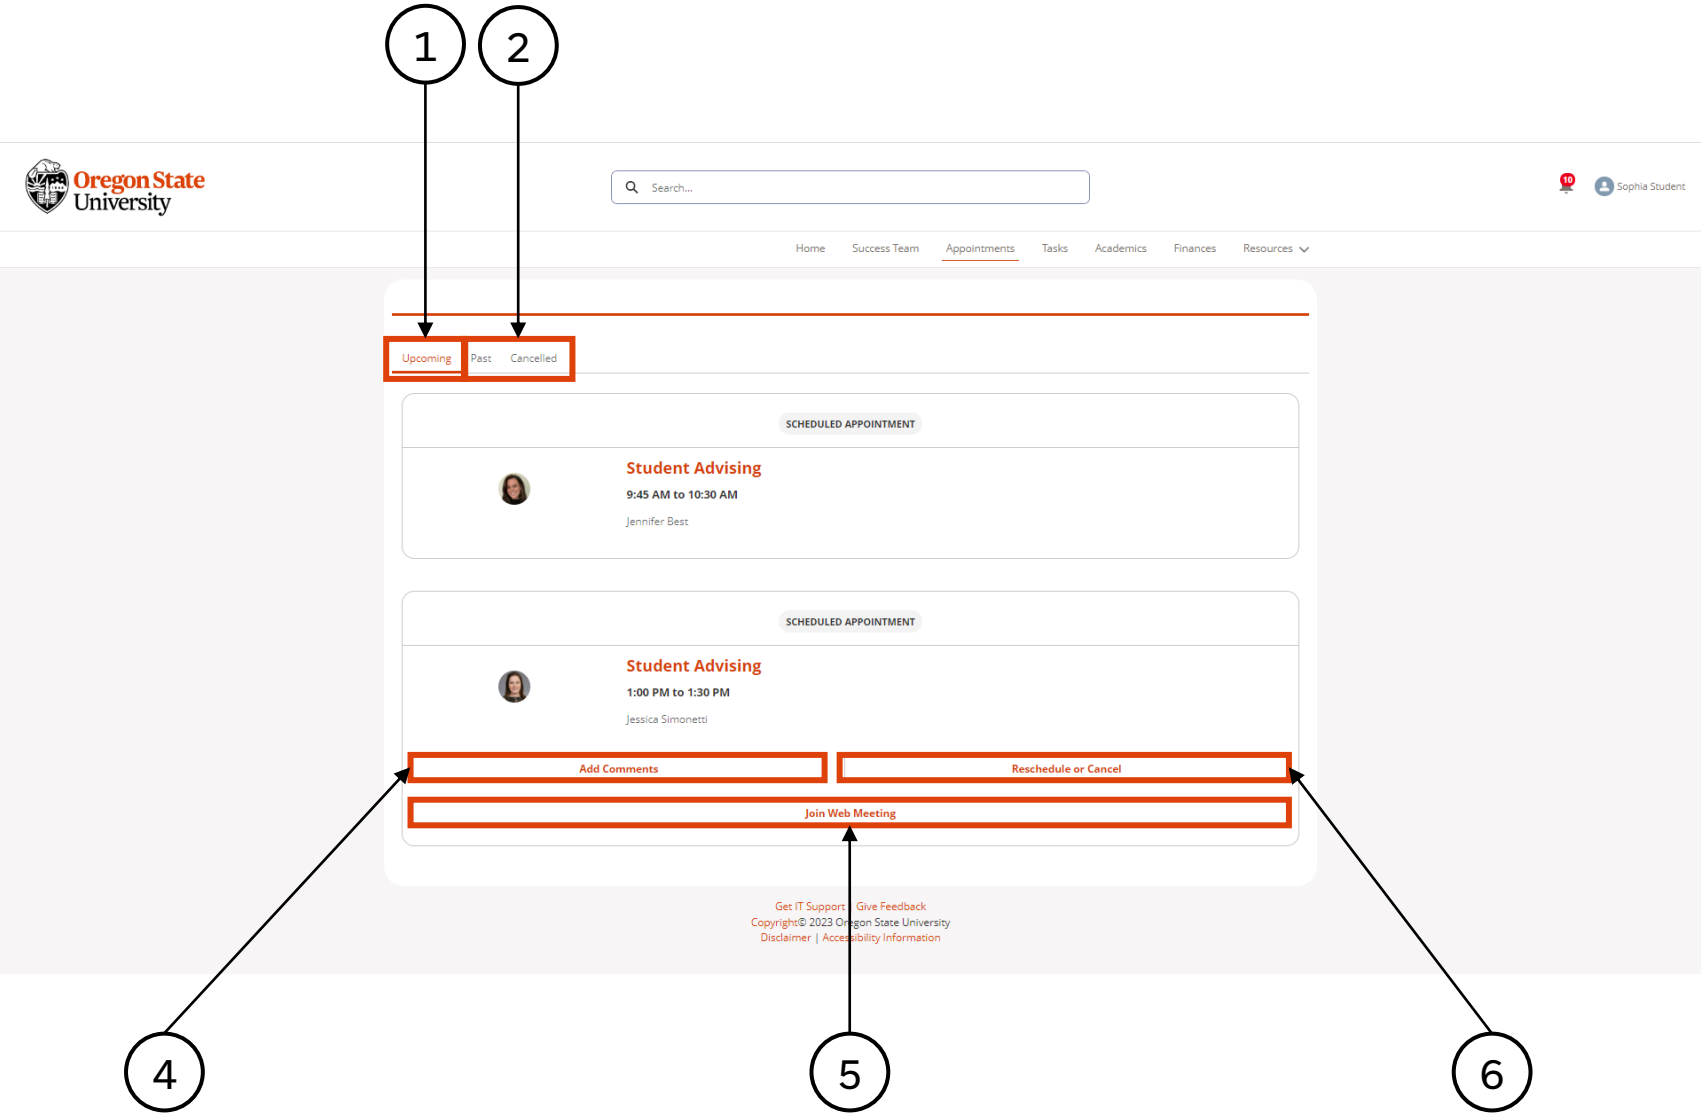 1 2
Oregon State
University
Search...
10
Sophia Student
Home Success Team Appointments Tasks Academics Finances Resources
Upcoming Past Cancelled
SCHEDULED APPOINTMENT
Student Advising
9:45 AM to 10:30 AM
Jennifer Best
SCHEDULED APPOINTMENT
Student Advising
1:00 PM to 1:30 PM
Jessica Simonetti
Add Comments Reschedule or Cancel
Join Web Meeting
Get IT Support | Give Feedback
Copyright© 2023 Oregon State University
Disclaimer | Accessibility Information
4 5 6